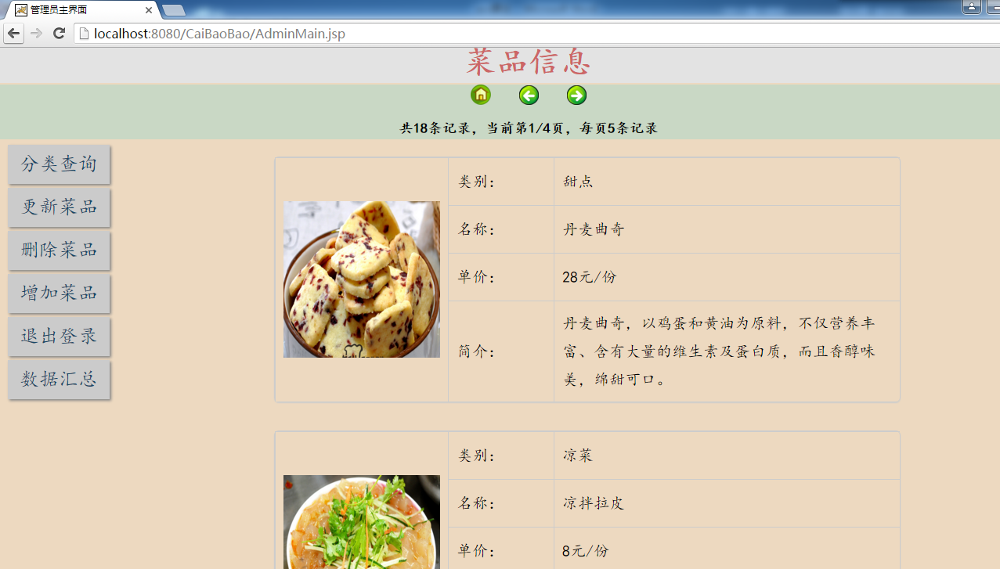 管理员主界面
localhost:8080/CaiBaoBao/AdminMain.jsp
菜品信息
共18条记录，当前第1/4页，每页5条记录
分类查询
更新菜品
删除菜品
增加菜品
退出登录
数据汇总
类别： 甜点
名称： 丹麦曲奇
单价： 28元/份
简介： 丹麦曲奇，以鸡蛋和黄油为原料，不仅营养丰
富、含有大量的维生素及蛋白质，而且香醇味
美，绵甜可口。
类别： 凉菜
名称： 凉拌拉皮
单价： 8元/份